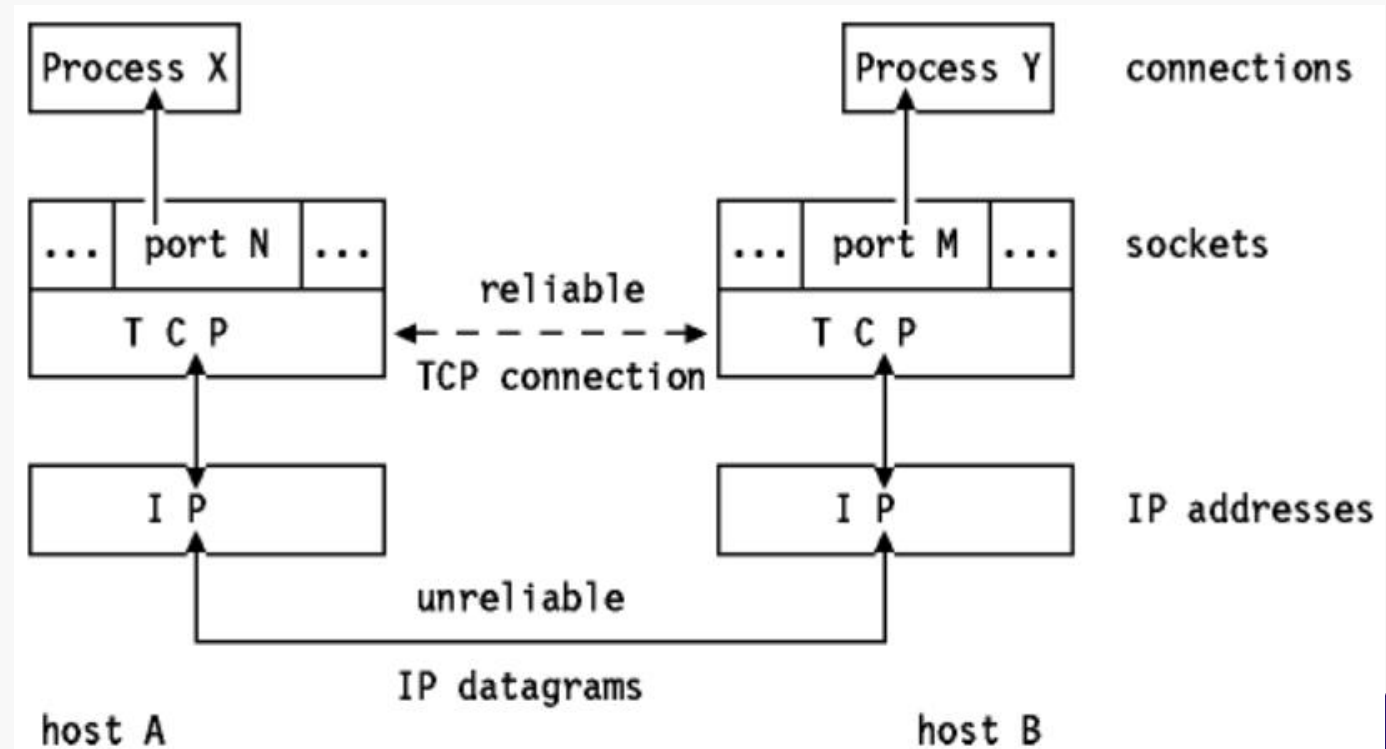 Process X Process Y connections
... port N ... ... port M ... sockets
reliable
T C P T C P
TCP connection
I P I P IP addresses
unreliable
IP datagrams
host A host B